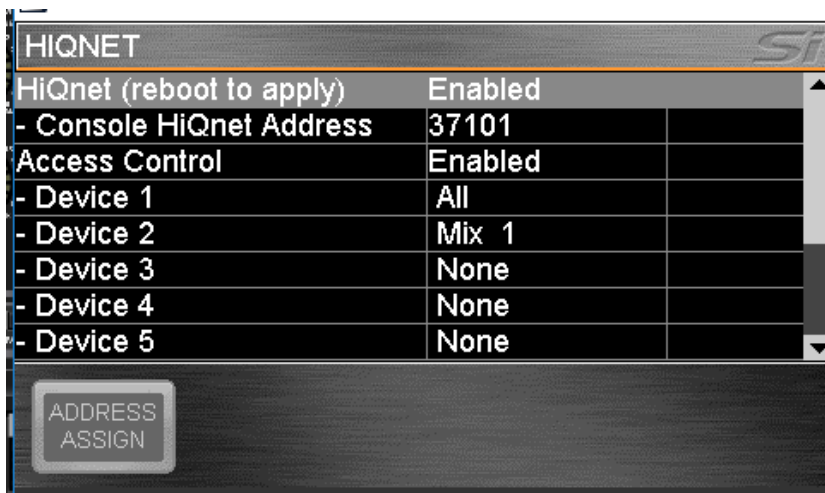 HIQNET
Si
HiQnet (reboot to apply) Enabled
- Console HiQnet Address 37101
Access Control Enabled
- Device 1 All
- Device 2 Mix 1
- Device 3 None
- Device 4 None
- Device 5 None
ADDRESS
ASSIGN